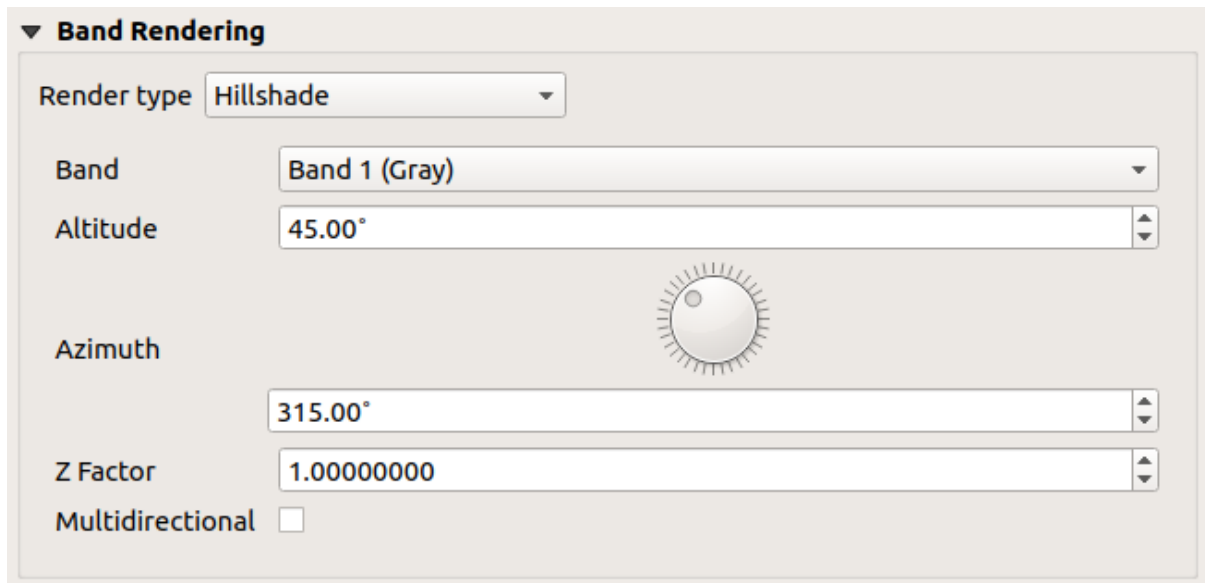 Band Rendering
Render type Hillshade
Band Band 1 (Gray)
Altitude 45.00°
Azimuth
315.00°
Z Factor 1.00000000
Multidirectional